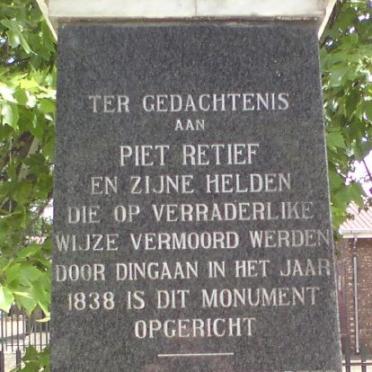 TER GEDACHTENIS
AAN
PIET RETIEF
EN ZIJNE HELDEN
DIE OP VERRADERLIKE
WIJZE VERMOORD WERDEN
DOOR DINGAAN IN HET JAAR
1838 IS DIT MONUMENT
OPGERICHT